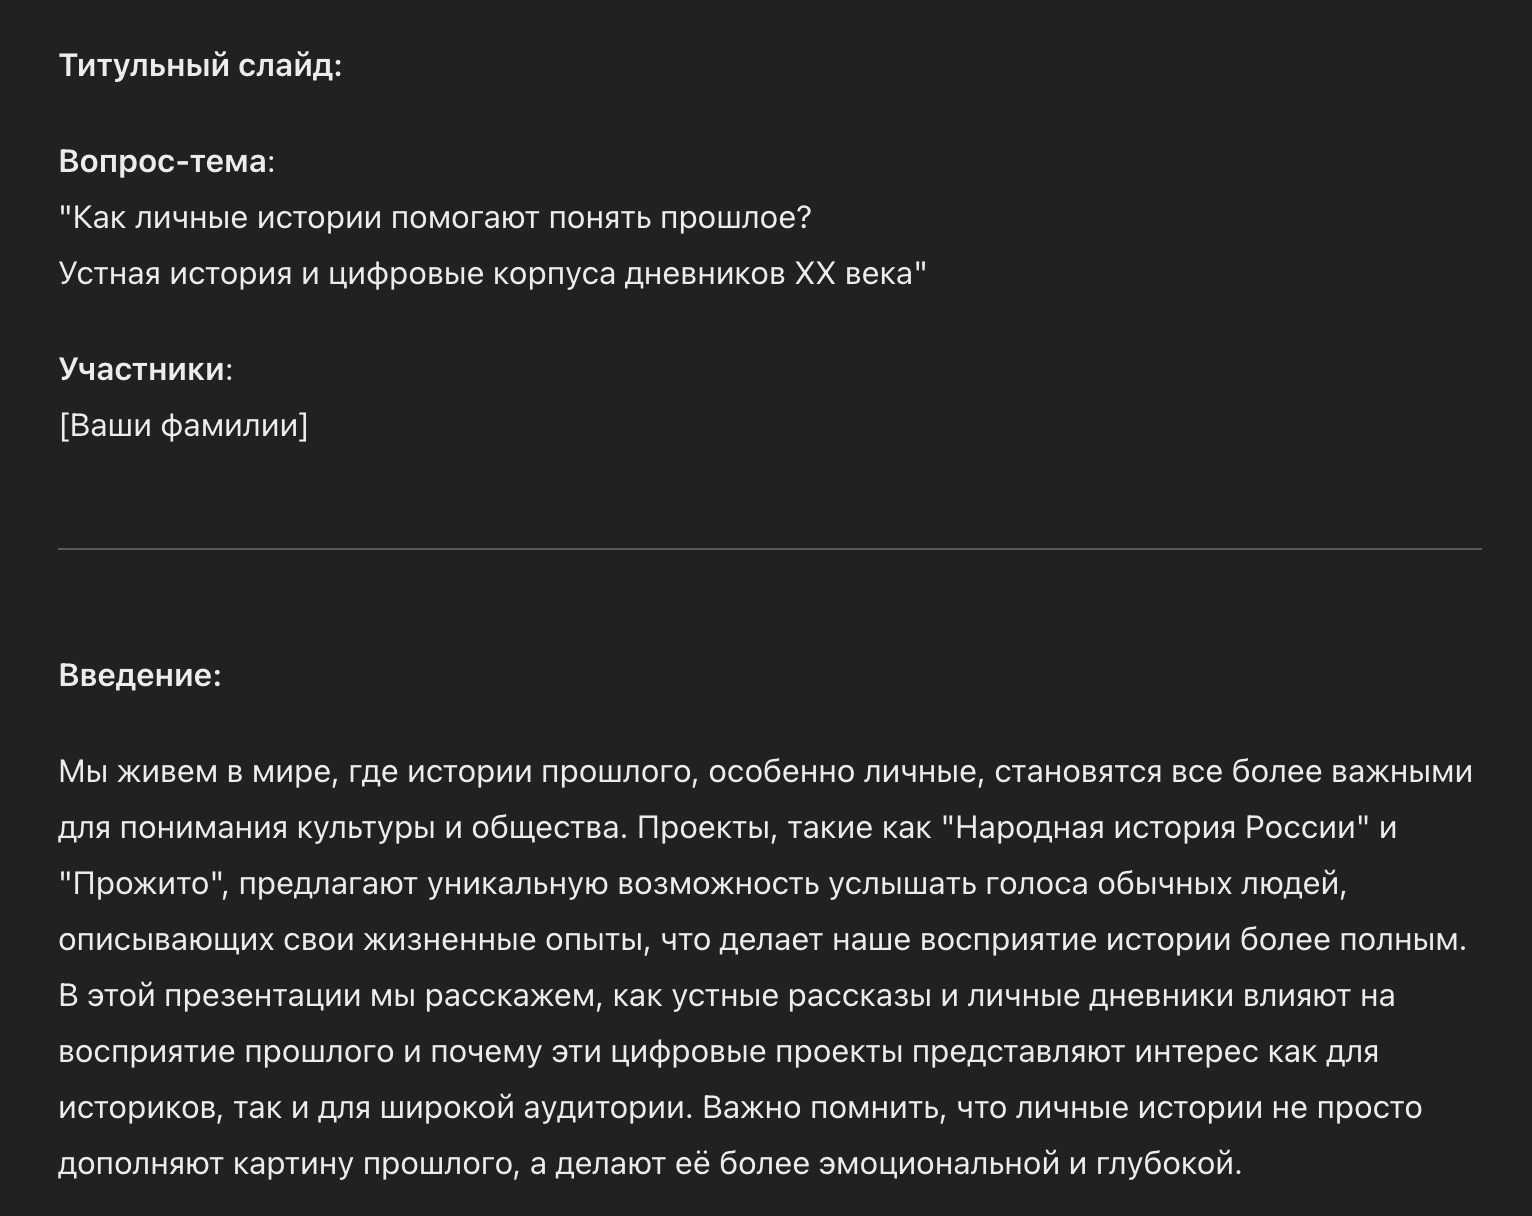 Титульный слайд:
Вопрос-тема:
"Как личные истории помогают понять прошлое?
Устная история и цифровые корпуса дневников XX века"
Участники:
[Ваши фамилии]
Введение:
Мы живем в мире, где истории прошлого, особенно личные, становятся все более важными
для понимания культуры и общества. Проекты, такие как "Народная история России" и
"Прожито", предлагают уникальную возможность услышать голоса обычных людей,
описывающих свои жизненные опыты, что делает наше восприятие истории более полным.
В этой презентации мы расскажем, как устные рассказы и личные дневники влияют на
восприятие прошлого и почему эти цифровые проекты представляют интерес как для
историков, так и для широкой аудитории. Важно помнить, что личные истории не просто
дополняют картину прошлого, а делают её более эмоциональной и глубокой.